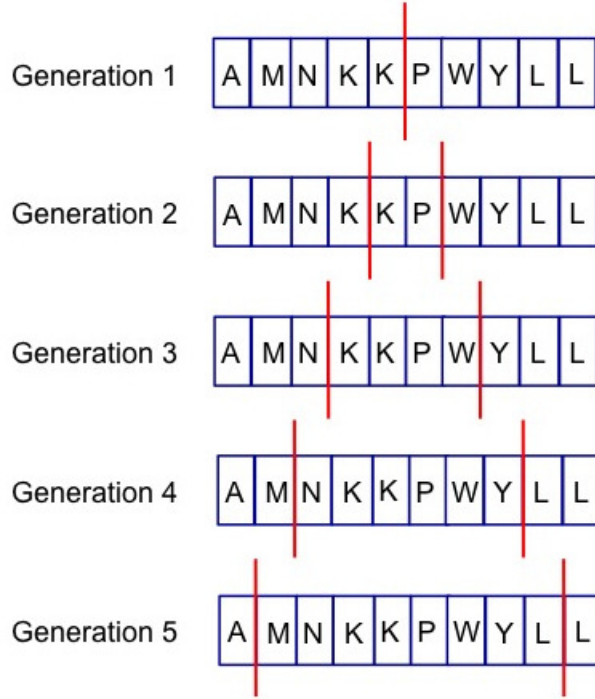 Generation 1 A M N K K P W Y L L
Generation 2 A M N K K P W Y L L
Generation 3 A M N K K P W Y L L
Generation 4 A M N K K P W Y L L
Generation 5 A M N K K P W Y L L